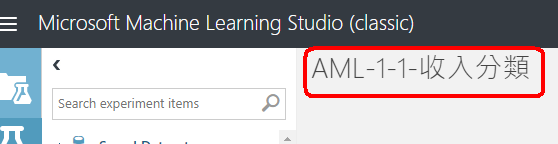 Microsoft Machine Learning Studio (classic)
AML-1-1-收入分類
Search experiment items